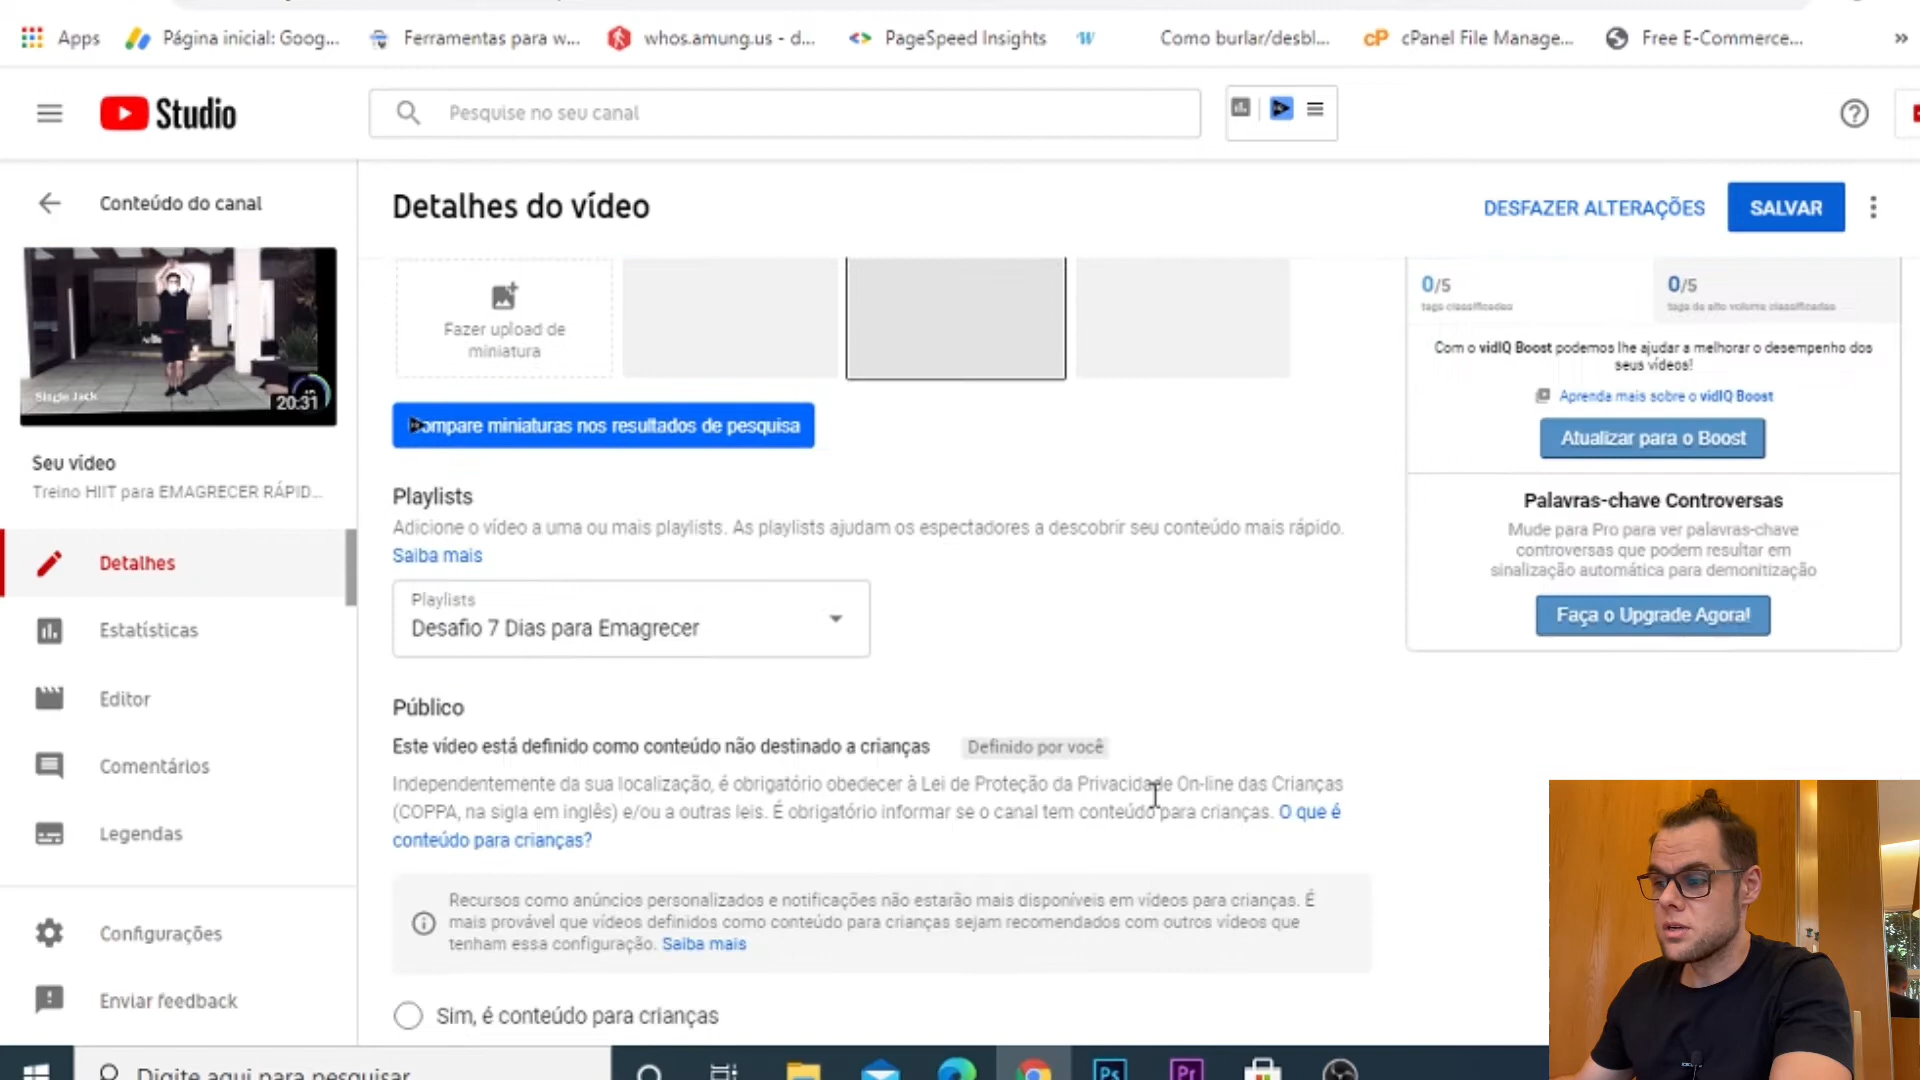 Apps
Página inicial: Goog...
Ferramentas para w...
whos.amung.us - d...
PageSpeed Insights
Como burlar/desbl...
cPanel File Manage...
Free E-Commerce...
Studio
Pesquise no seu canal
Conteúdo do canal
Detalhes do vídeo
DESFAZER ALTERAÇÕES
SALVAR
Single Jack
20:31
Seu vídeo
Treino HIIT para EMAGRECER RÁPID...
Detalhes
Estatísticas
Editor
Comentários
Legendas
Configurações
Enviar feedback
Fazer upload de
miniatura
ompare miniaturas nos resultados de pesquisa
Playlists
Adicione o vídeo a uma ou mais playlists. As playlists ajudam os espectadores a descobrir seu conteúdo mais rápido.
Saiba mais
Playlists
Desafio 7 Dias para Emagrecer
Público
Este vídeo está definido como conteúdo não destinado a crianças
Definido por você
Independentemente da sua localização, é obrigatório obedecer à Lei de Proteção da Privacidade On-line das Crianças
(COPPA, na sigla em inglês) e/ou a outras leis. É obrigatório informar se o canal tem conteúdo para crianças. O que é
conteúdo para crianças?
Recursos como anúncios personalizados e notificações não estarão mais disponíveis em vídeos para crianças. É
mais provável que vídeos definidos como conteúdo para crianças sejam recomendados com outros vídeos que
tenham essa configuração. Saiba mais
Sim, é conteúdo para crianças
0/5
tags classificadas
0/5
tags de alto volume classificadas
Com o vidIQ Boost podemos lhe ajudar a melhorar o desempenho dos
seus vídeos!
Aprenda mais sobre o vidIQ Boost
Atualizar para o Boost
Palavras-chave Controversas
Mude para Pro para ver palavras-chave
controversas que podem resultar em
sinalização automática para demonitização
Faça o Upgrade Agora!
Digite aqui para pesquisar
Ps
Pr